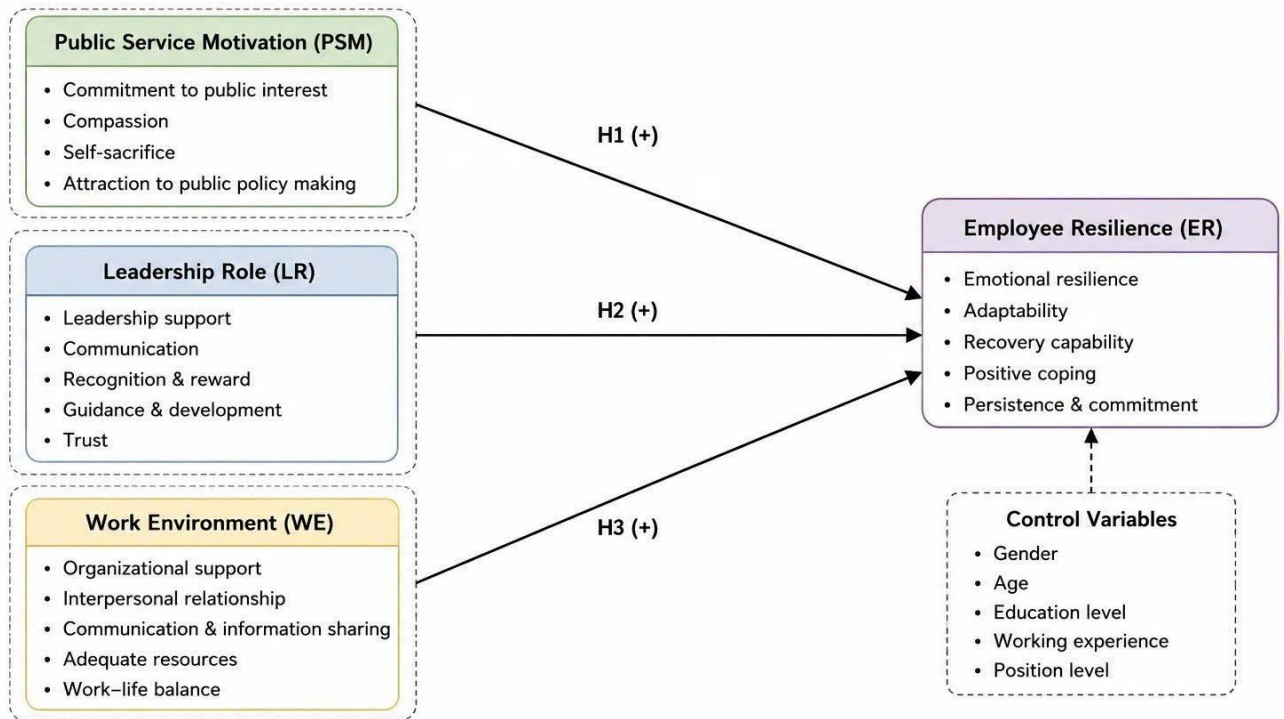 Public Service Motivation (PSM)
• Commitment to public interest
• Compassion
• Self-sacrifice
• Attraction to public policy making
Leadership Role (LR)
• Leadership support
• Communication
• Recognition & reward
• Guidance & development
• Trust
Work Environment (WE)
• Organizational support
• Interpersonal relationship
• Communication & information sharing
• Adequate resources
• Work–life balance
H1 (+)
H2 (+)
H3 (+)
Employee Resilience (ER)
• Emotional resilience
• Adaptability
• Recovery capability
• Positive coping
• Persistence & commitment
Control Variables
• Gender
• Age
• Education level
• Working experience
• Position level